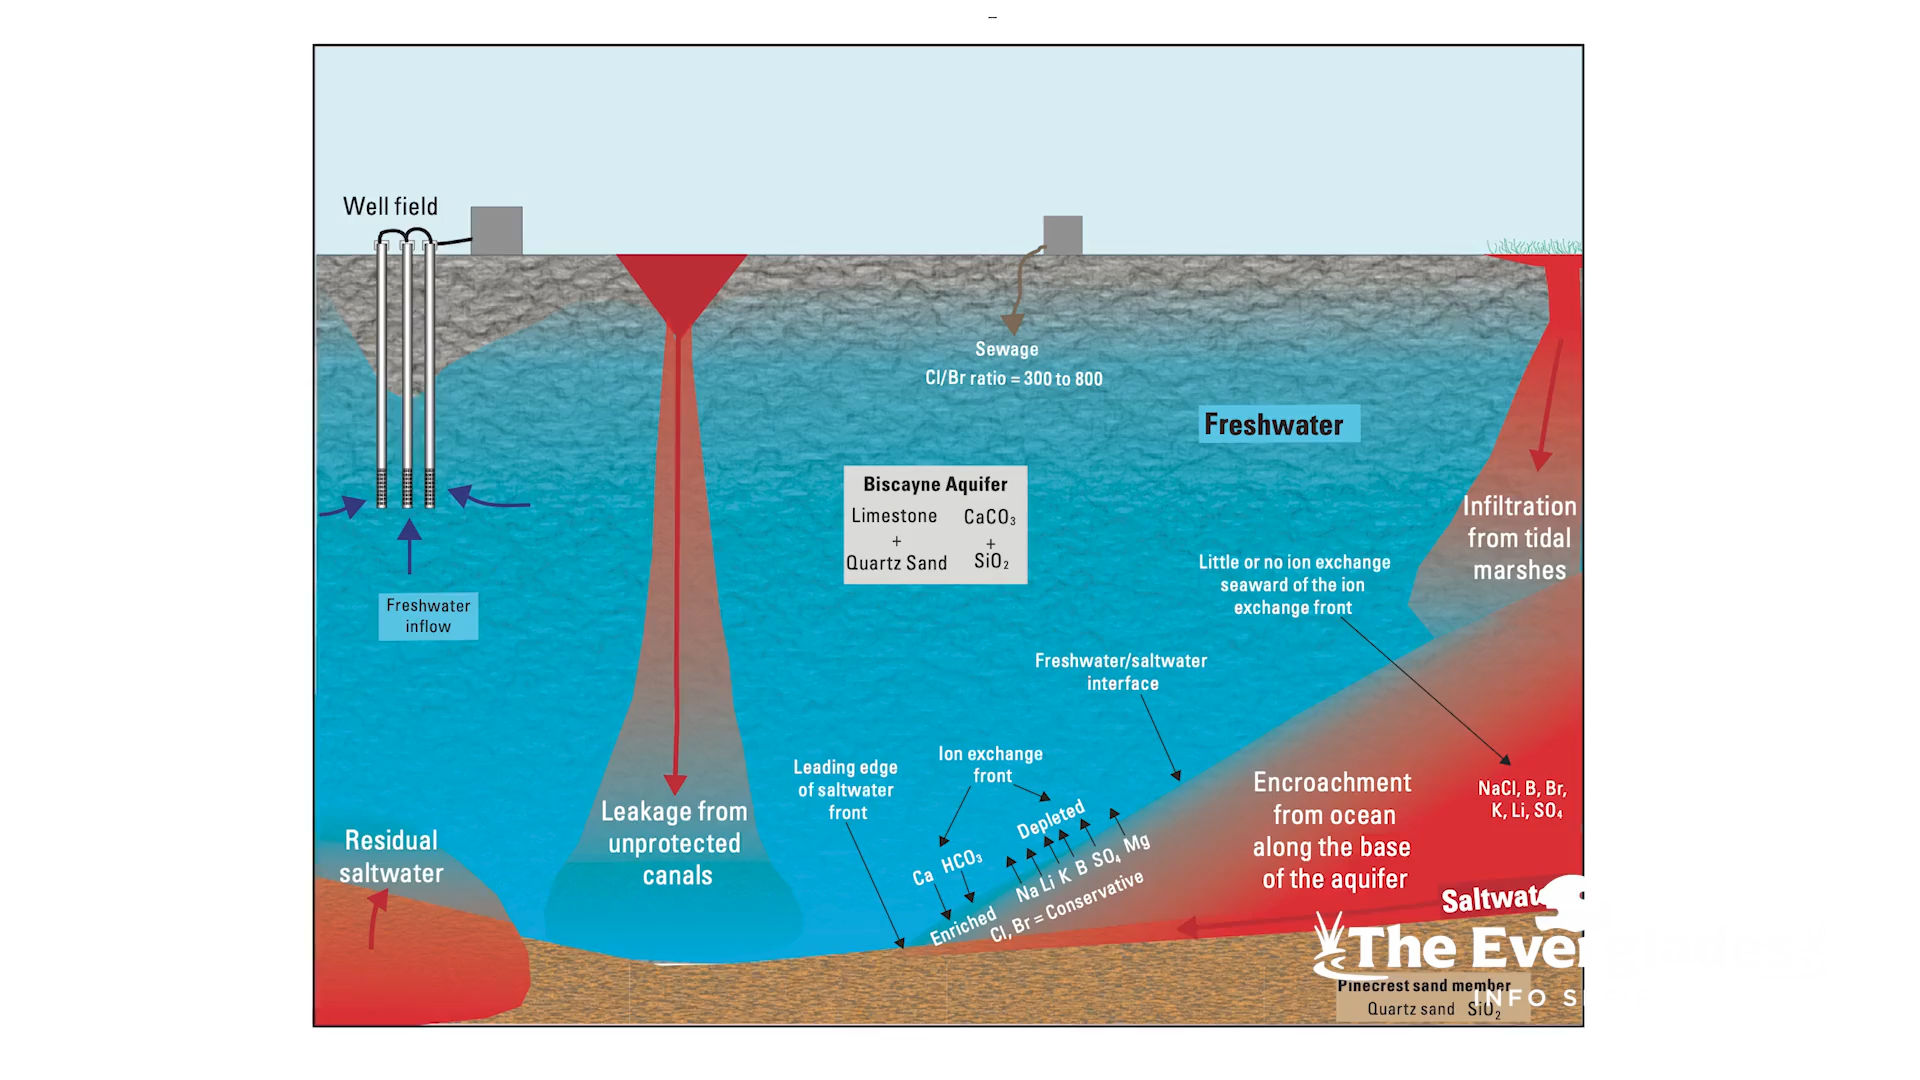 Well field
Sewage
Cl/Br ratio = 300 to 800
Freshwater
Biscayne Aquifer
Limestone CaCO₃
+ +
Quartz Sand SiO₂
Infiltration
from tidal
marshes
Little or no ion exchange
seaward of the ion
exchange front
Freshwater
inflow
Freshwater/saltwater
interface
Ion exchange
front
Leading edge
of saltwater
front
Leakage from
unprotected
canals
Residual
saltwater
Depleted
Ca HCO₃
Na Li K B SO₄ Mg
Enriched
Cl, Br = Conservative
Encroachment
from ocean
along the base
of the aquifer
NaCl, B, Br,
K, Li, SO₄
The
INFO
Pinecrest sand member
Quartz sand SiO₂